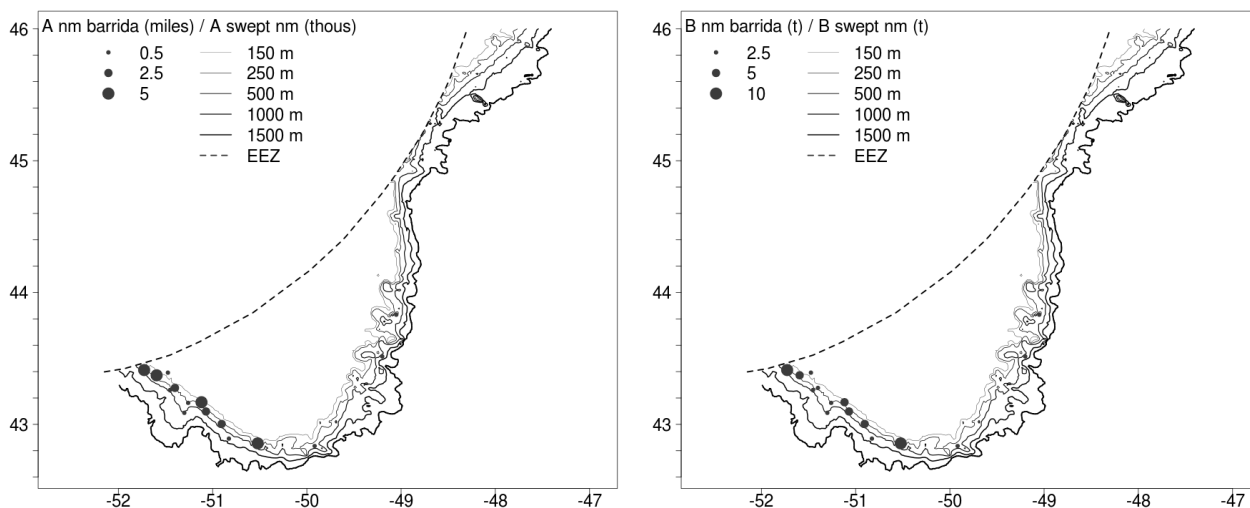 A nm barrida (miles) / A swept nm (thous)
0.5
2.5
5
150 m
250 m
500 m
1000 m
1500 m
EEZ
46
45
44
43
-52 -51 -50 -49 -48 -47
B nm barrida (t) / B swept nm (t)
2.5
5
10
150 m
250 m
500 m
1000 m
1500 m
EEZ
46
45
44
43
-52 -51 -50 -49 -48 -47